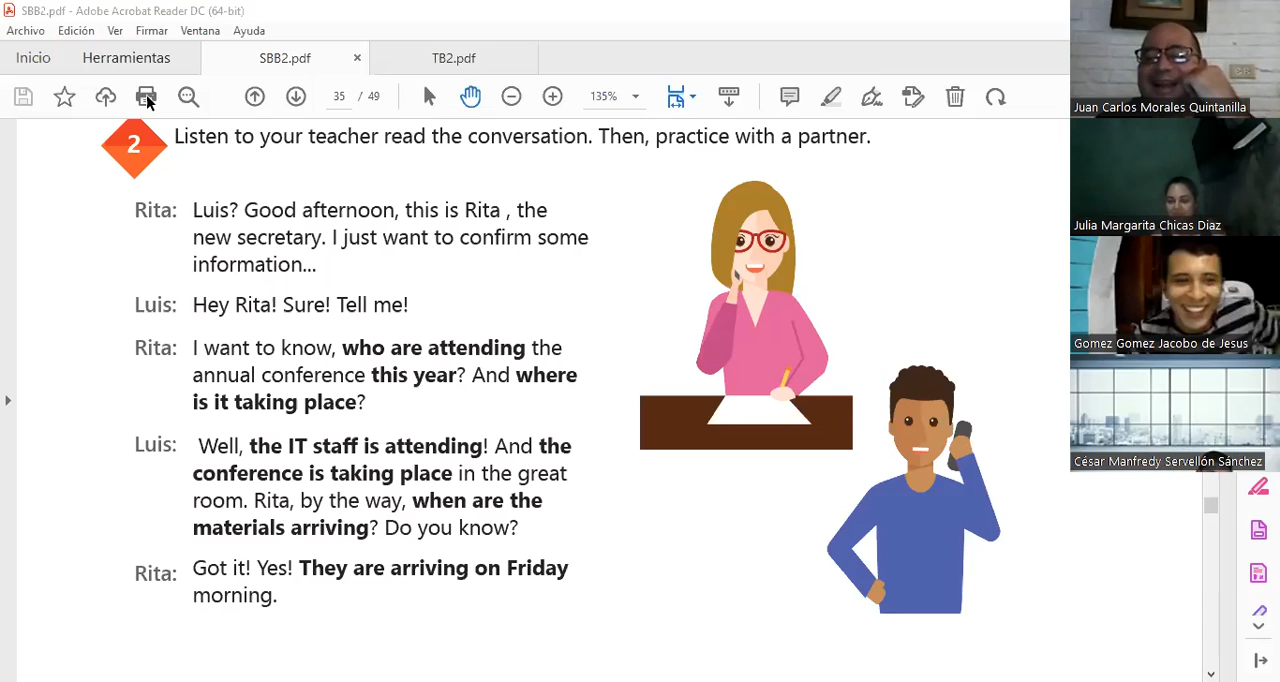 SBB2.pdf - Adobe Acrobat Reader DC (64-bit)
Archivo Edición Ver Firmar Ventana Ayuda
Inicio Herramientas SBB2.pdf × TB2.pdf
35 / 49 135%
2 Listen to your teacher read the conversation. Then, practice with a partner.
Rita: Luis? Good afternoon, this is Rita , the
new secretary. I just want to confirm some
information...
Luis: Hey Rita! Sure! Tell me!
Rita: I want to know, who are attending the
annual conference this year? And where
is it taking place?
Luis: Well, the IT staff is attending! And the
conference is taking place in the great
room. Rita, by the way, when are the
materials arriving? Do you know?
Rita: Got it! Yes! They are arriving on Friday
morning.
Juan Carlos Morales Quintanilla
Julia Margarita Chicas Diaz
Gomez Gomez Jacobo de Jesus
César Manfredy Servellón Sánchez